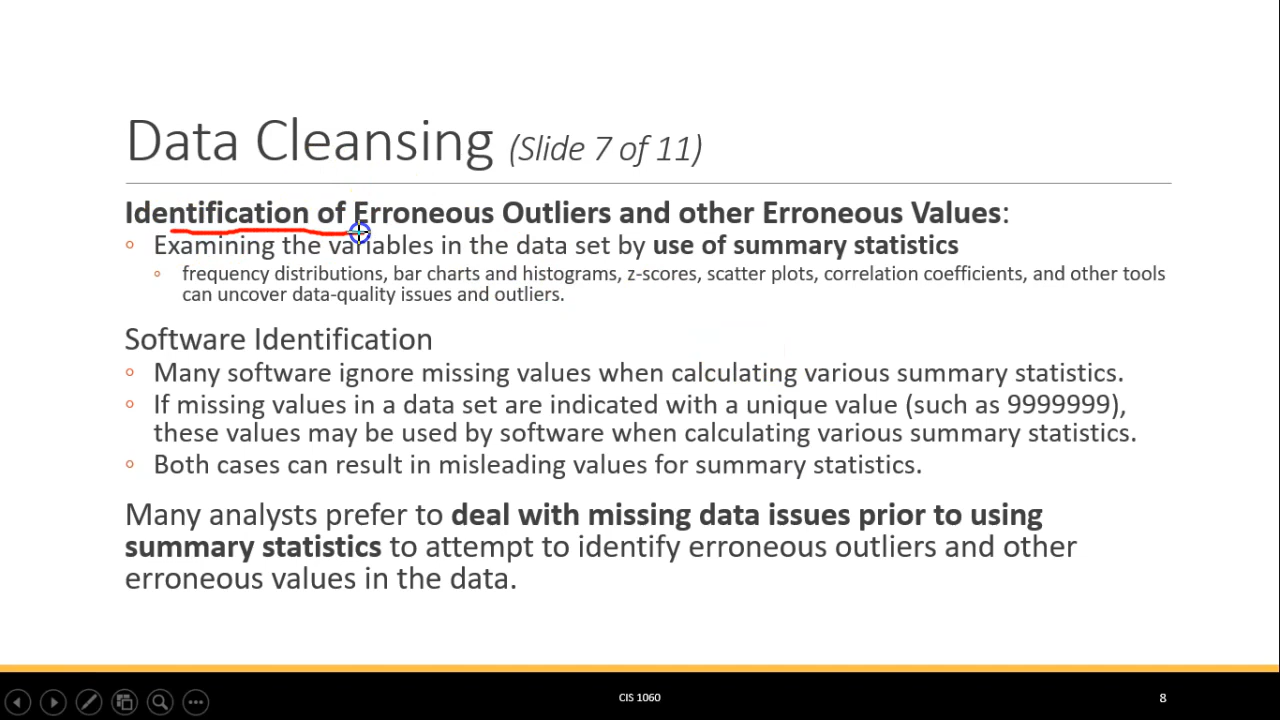 Data Cleansing (Slide 7 of 11)
Identification of Erroneous Outliers and other Erroneous Values:
◦ Examining the variables in the data set by use of summary statistics
◦ frequency distributions, bar charts and histograms, z-scores, scatter plots, correlation coefficients, and other tools
can uncover data-quality issues and outliers.
Software Identification
◦ Many software ignore missing values when calculating various summary statistics.
◦ If missing values in a data set are indicated with a unique value (such as 9999999),
these values may be used by software when calculating various summary statistics.
◦ Both cases can result in misleading values for summary statistics.
Many analysts prefer to deal with missing data issues prior to using
summary statistics to attempt to identify erroneous outliers and other
erroneous values in the data.
CIS 1060
8